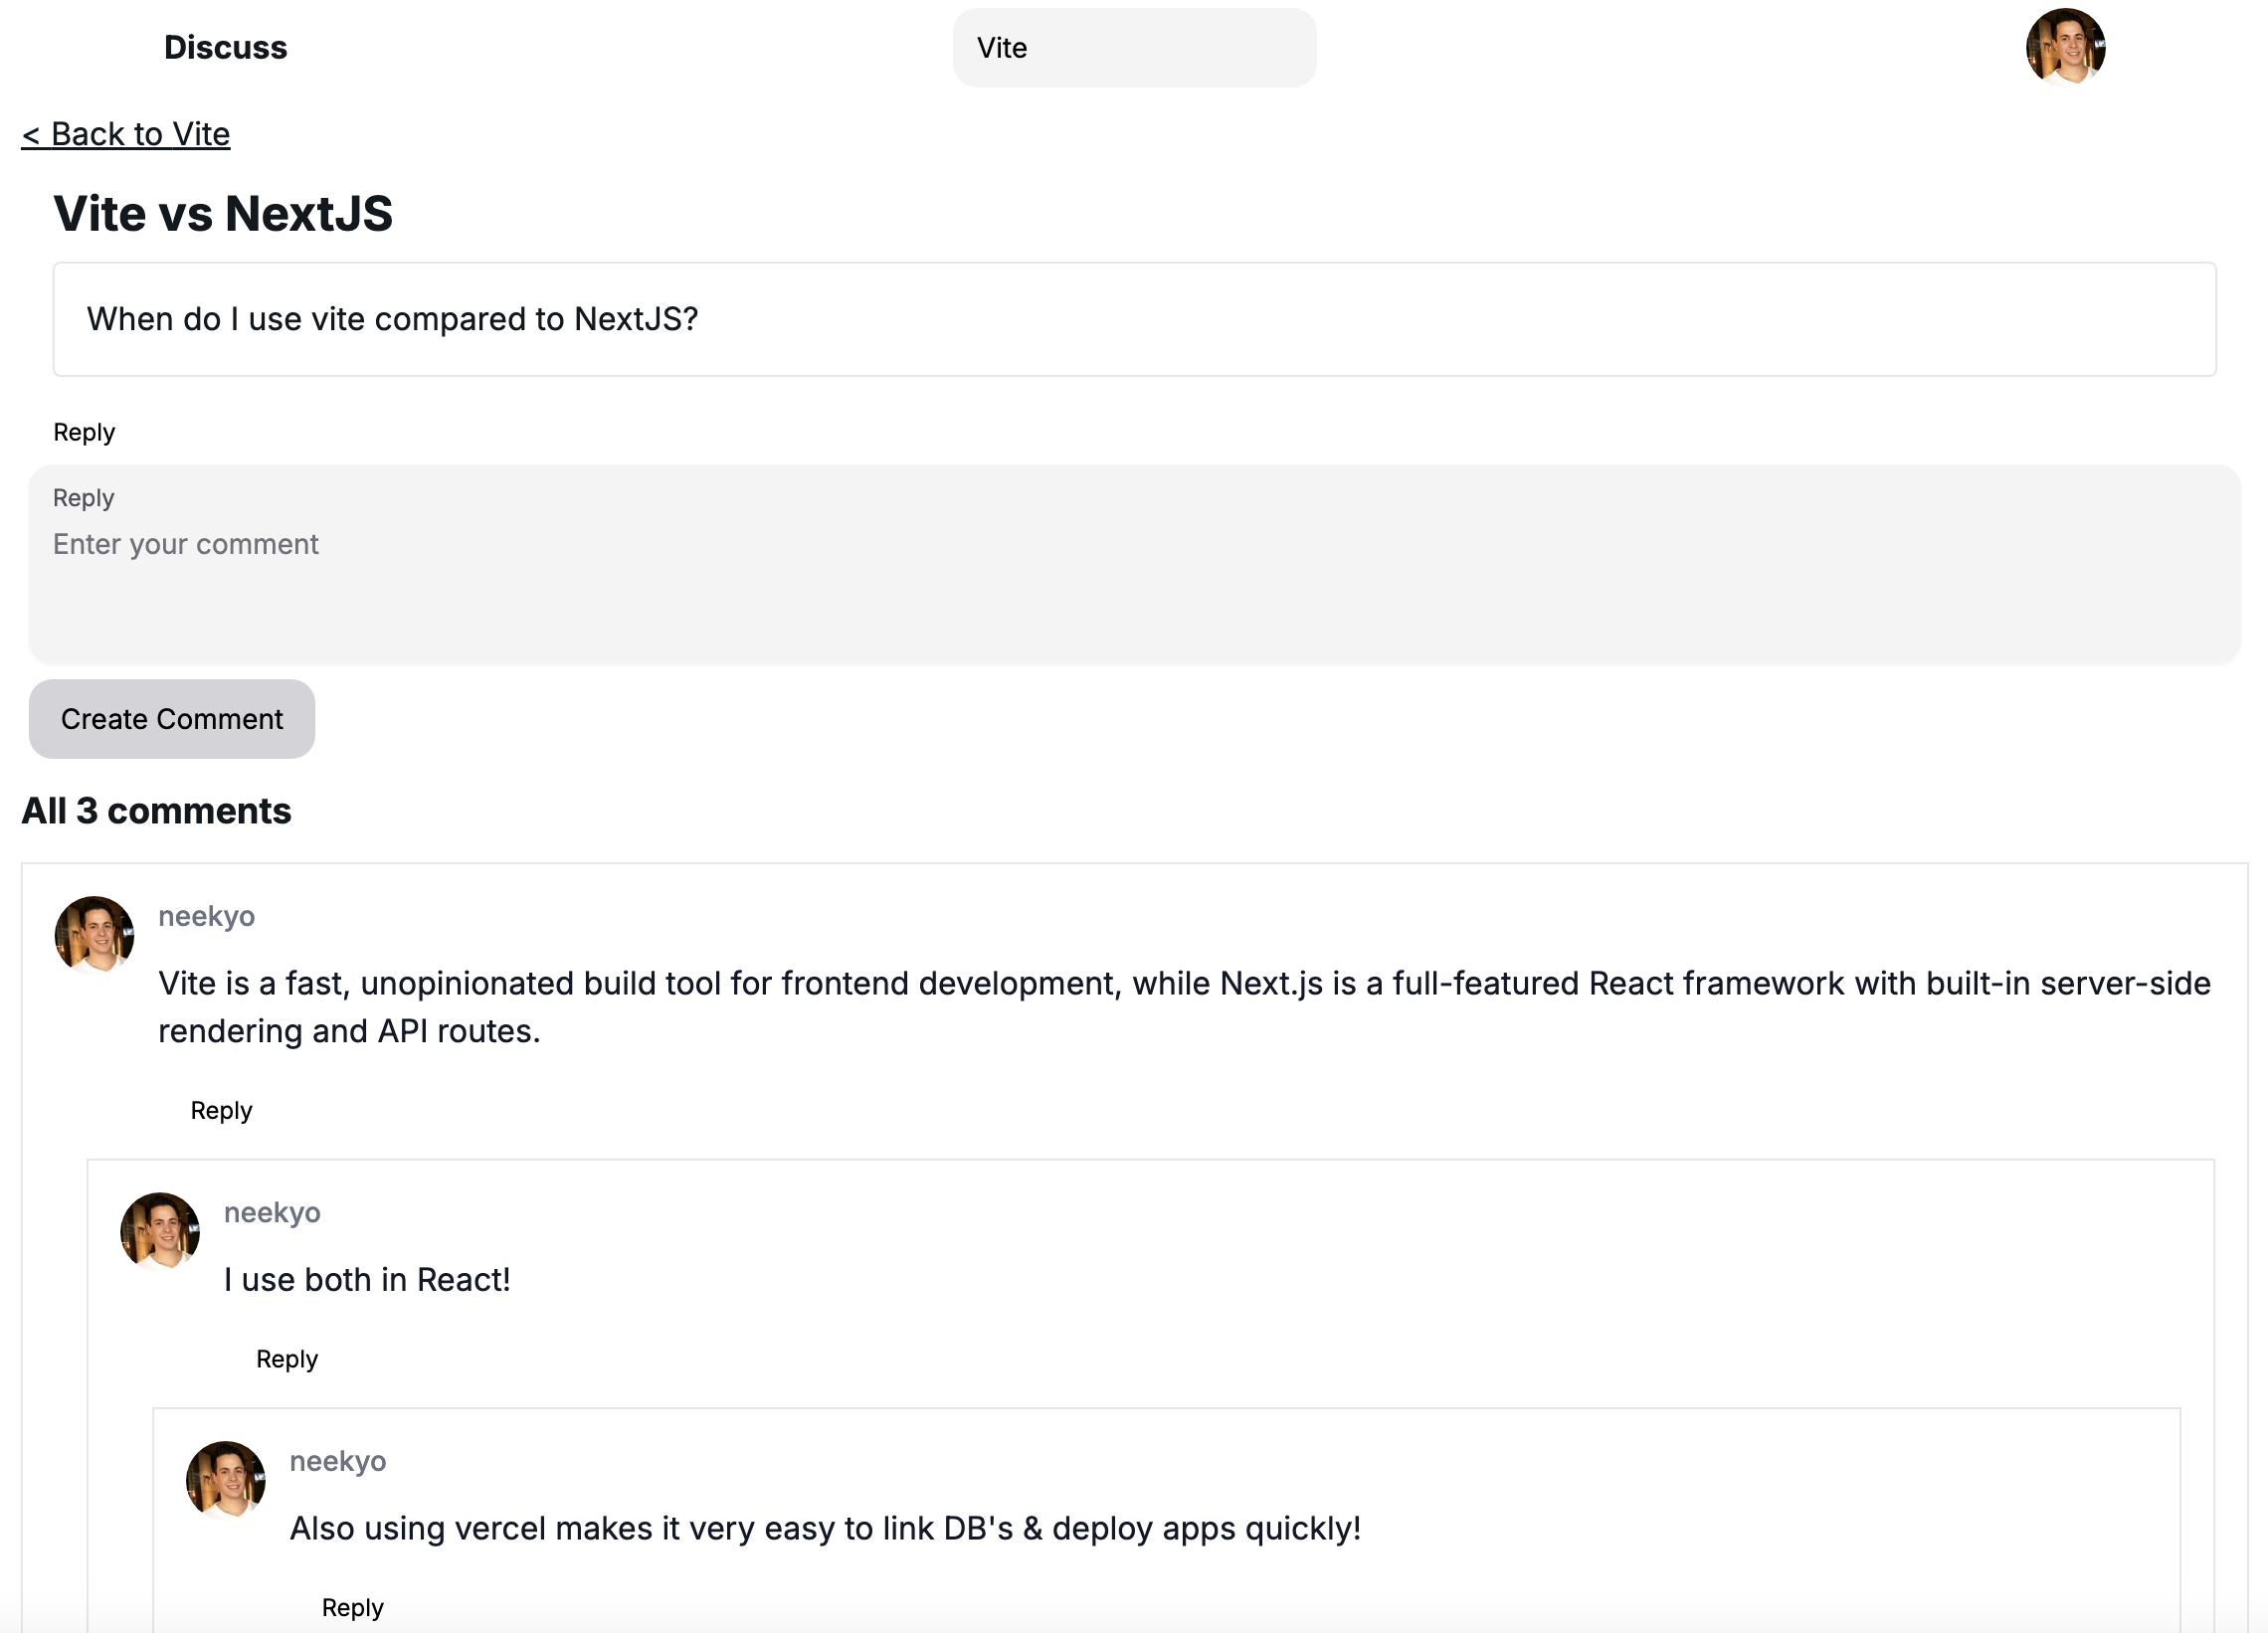 Discuss
Vite
< Back to Vite
Vite vs NextJS
When do I use vite compared to NextJS?
Reply
Reply
Enter your comment
Create Comment
All 3 comments
neekyo
Vite is a fast, unopinionated build tool for frontend development, while Next.js is a full-featured React framework with built-in server-side
rendering and API routes.
Reply
neekyo
I use both in React!
Reply
neekyo
Also using vercel makes it very easy to link DB's & deploy apps quickly!
Reply